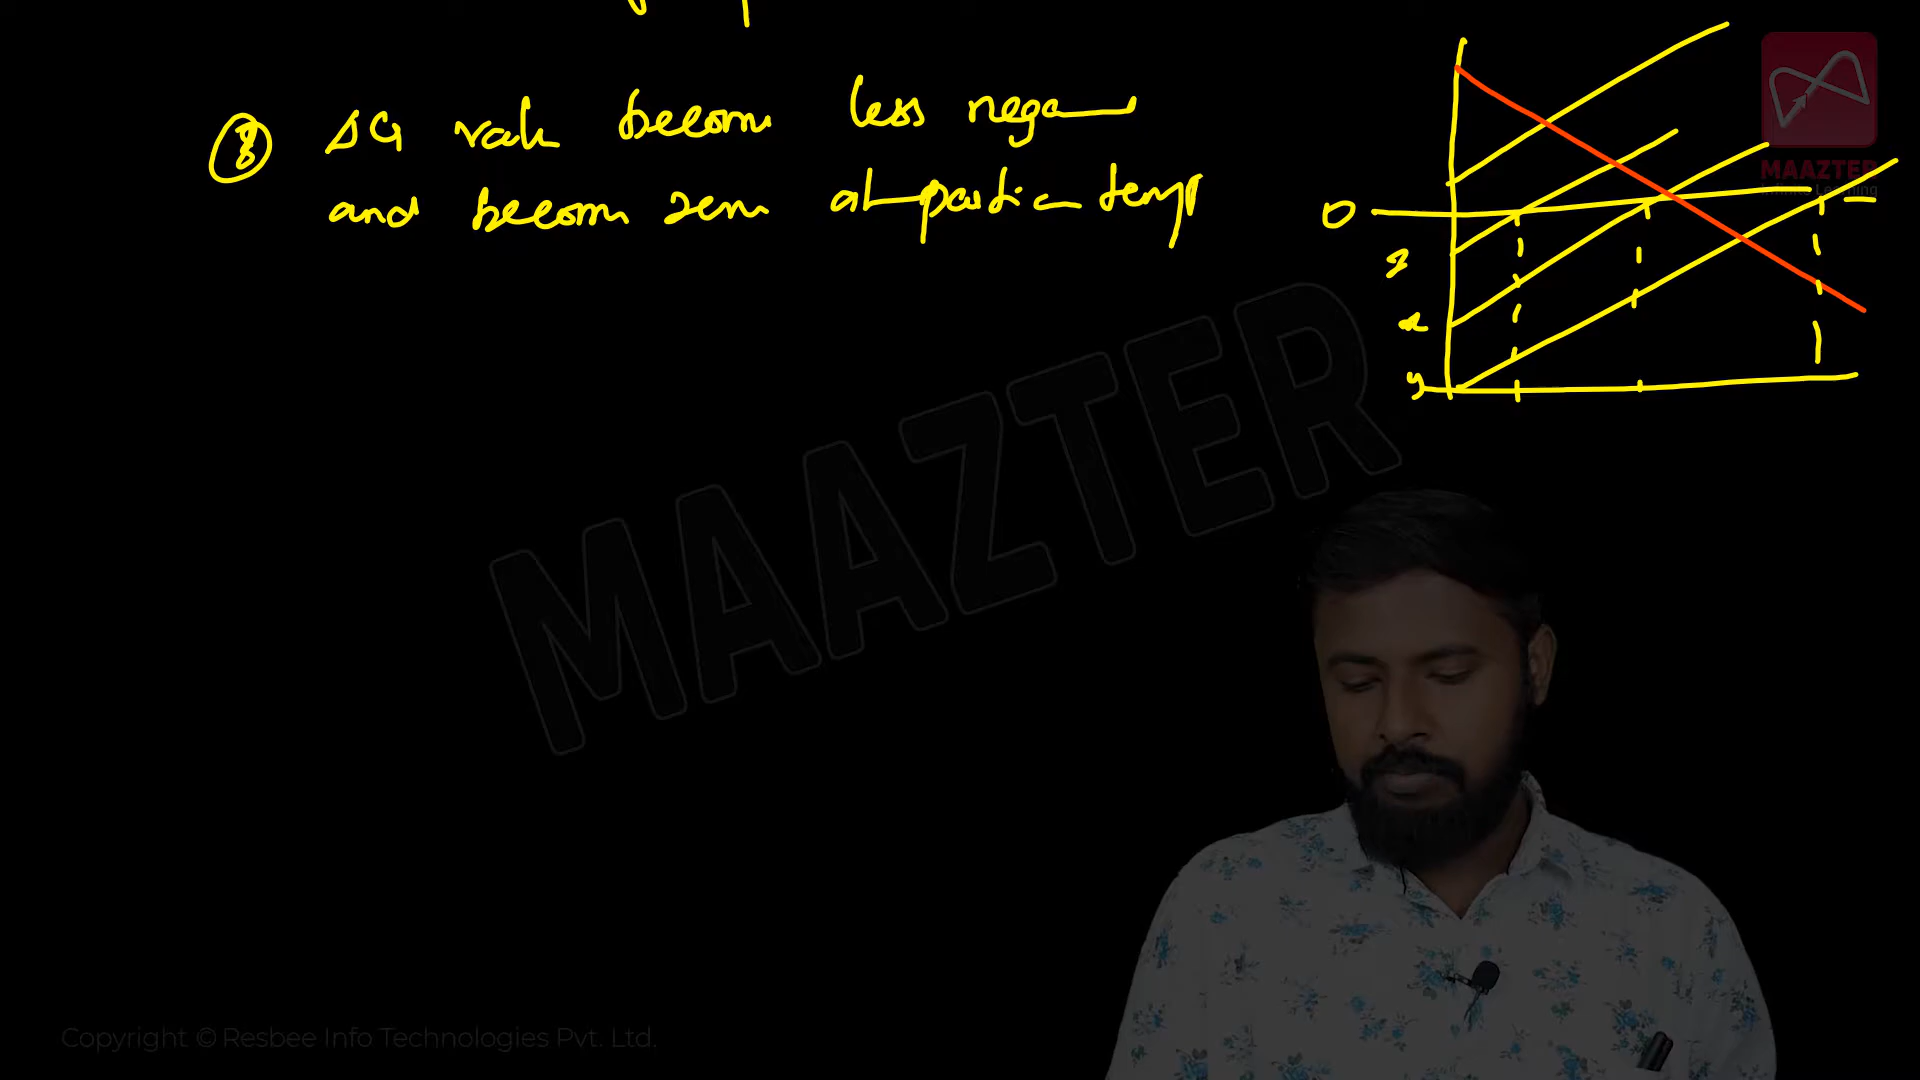 ⑧ ΔG valu becom less nega
and becom zero at partic temp
0
z
x
y
MAAZTER
MAAZTER
Copyright © Resbee Info Technologies Pvt. Ltd.